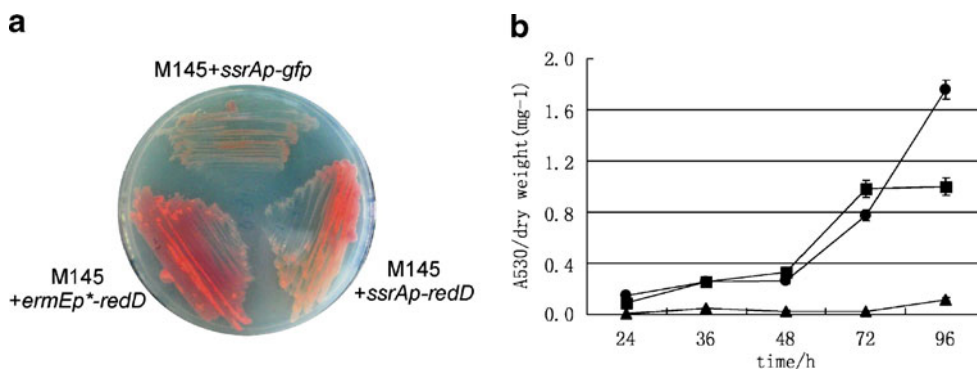 a
M145+ssrAp-gfp
M145
+ermEp*-redD
M145
+ssrAp-redD
b
A530/dry weight(mg-1)
2.0
1.6
1.2
0.8
0.4
0.0
24 36 48 72 96
time/h